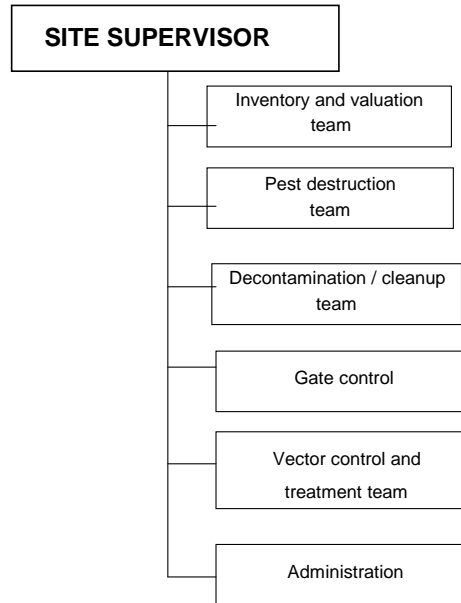 SITE SUPERVISOR
Inventory and valuation
team
Pest destruction
team
Decontamination / cleanup
team
Gate control
Vector control and
treatment team
Administration